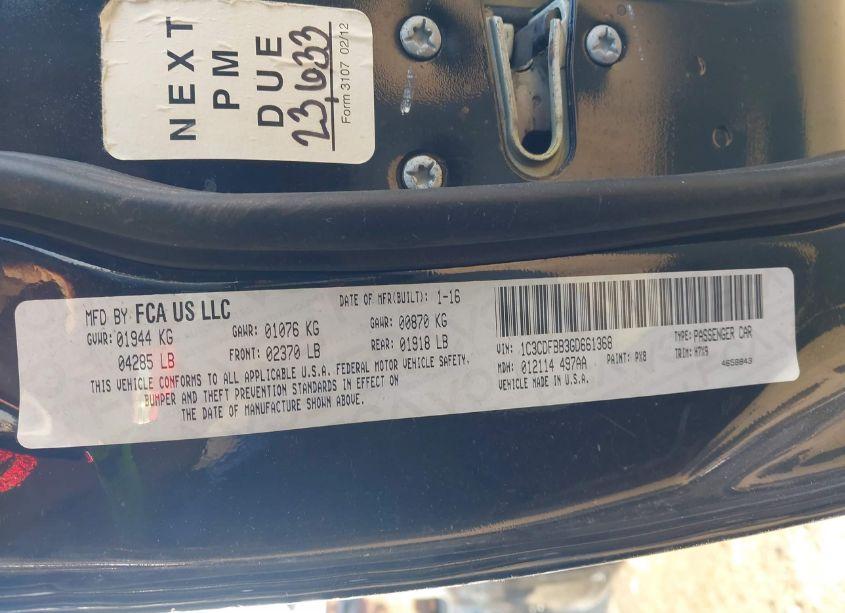 NEXT
PM
DUE
23,633
Form 3107 02/12
MFD BY FCA US LLC
DATE OF MFR(BUILT): 1-16
GVWR: 01944 KG
GAWR: 01076 KG
GAWR: 00870 KG
04285 LB
FRONT: 02370 LB
REAR: 01918 LB
THIS VEHICLE CONFORMS TO ALL APPLICABLE U.S.A. FEDERAL MOTOR VEHICLE SAFETY,
BUMPER AND THEFT PREVENTION STANDARDS IN EFFECT ON
THE DATE OF MANUFACTURE SHOWN ABOVE.
VIN: 1C3CDFBB3GD661368
TYPE: PASSENGER CAR
MDH: 012114 497AA
PAINT: PX8
TRIM: H7X9
VEHICLE MADE IN U.S.A.
4658843